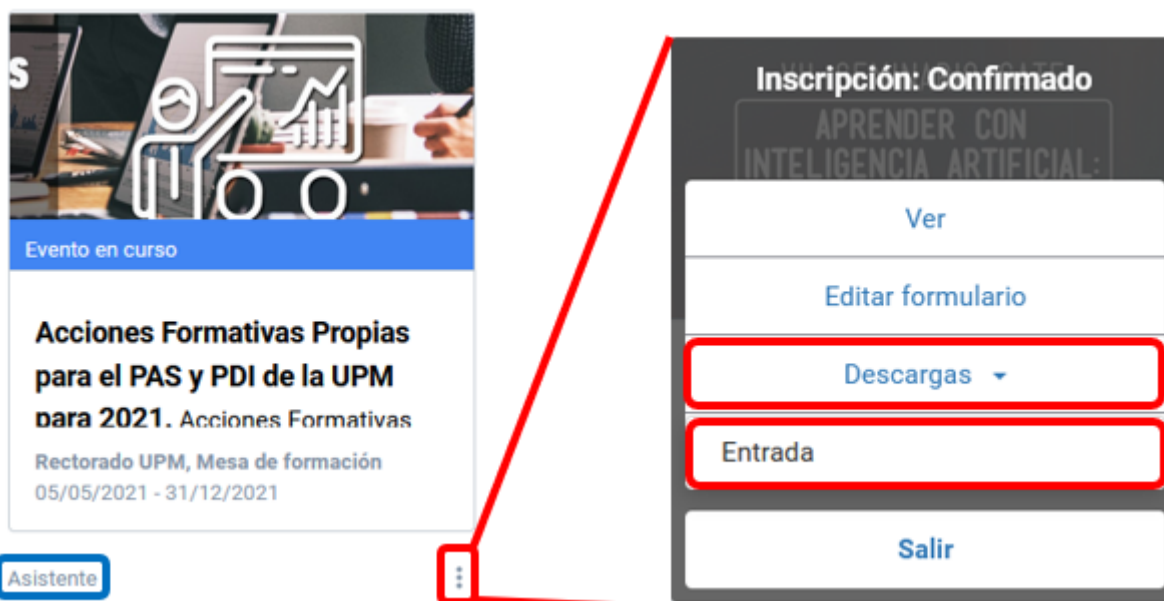 S
Evento en curso
Acciones Formativas Propias
para el PAS y PDI de la UPM
para 2021. Acciones Formativas
Rectorado UPM, Mesa de formación
05/05/2021 - 31/12/2021
Asistente
Inscripción: Confirmado
APRENDER CON
INTELIGENCIA ARTIFICIAL:
Ver
Editar formulario
Descargas
Entrada
Salir